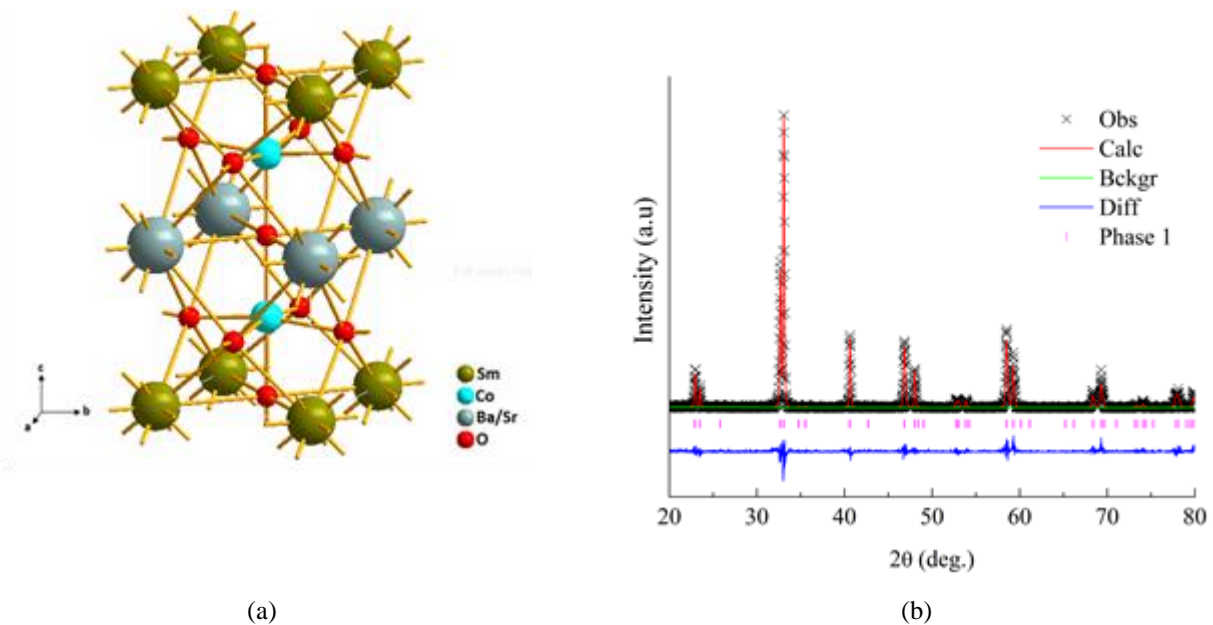 c
b
a
Sm
Co
Ba/Sr
O
(a)
Intensity (a.u)
Obs
Calc
Bckgr
Diff
Phase 1
20 30 40 50 60 70 80
2θ (deg.)
(b)